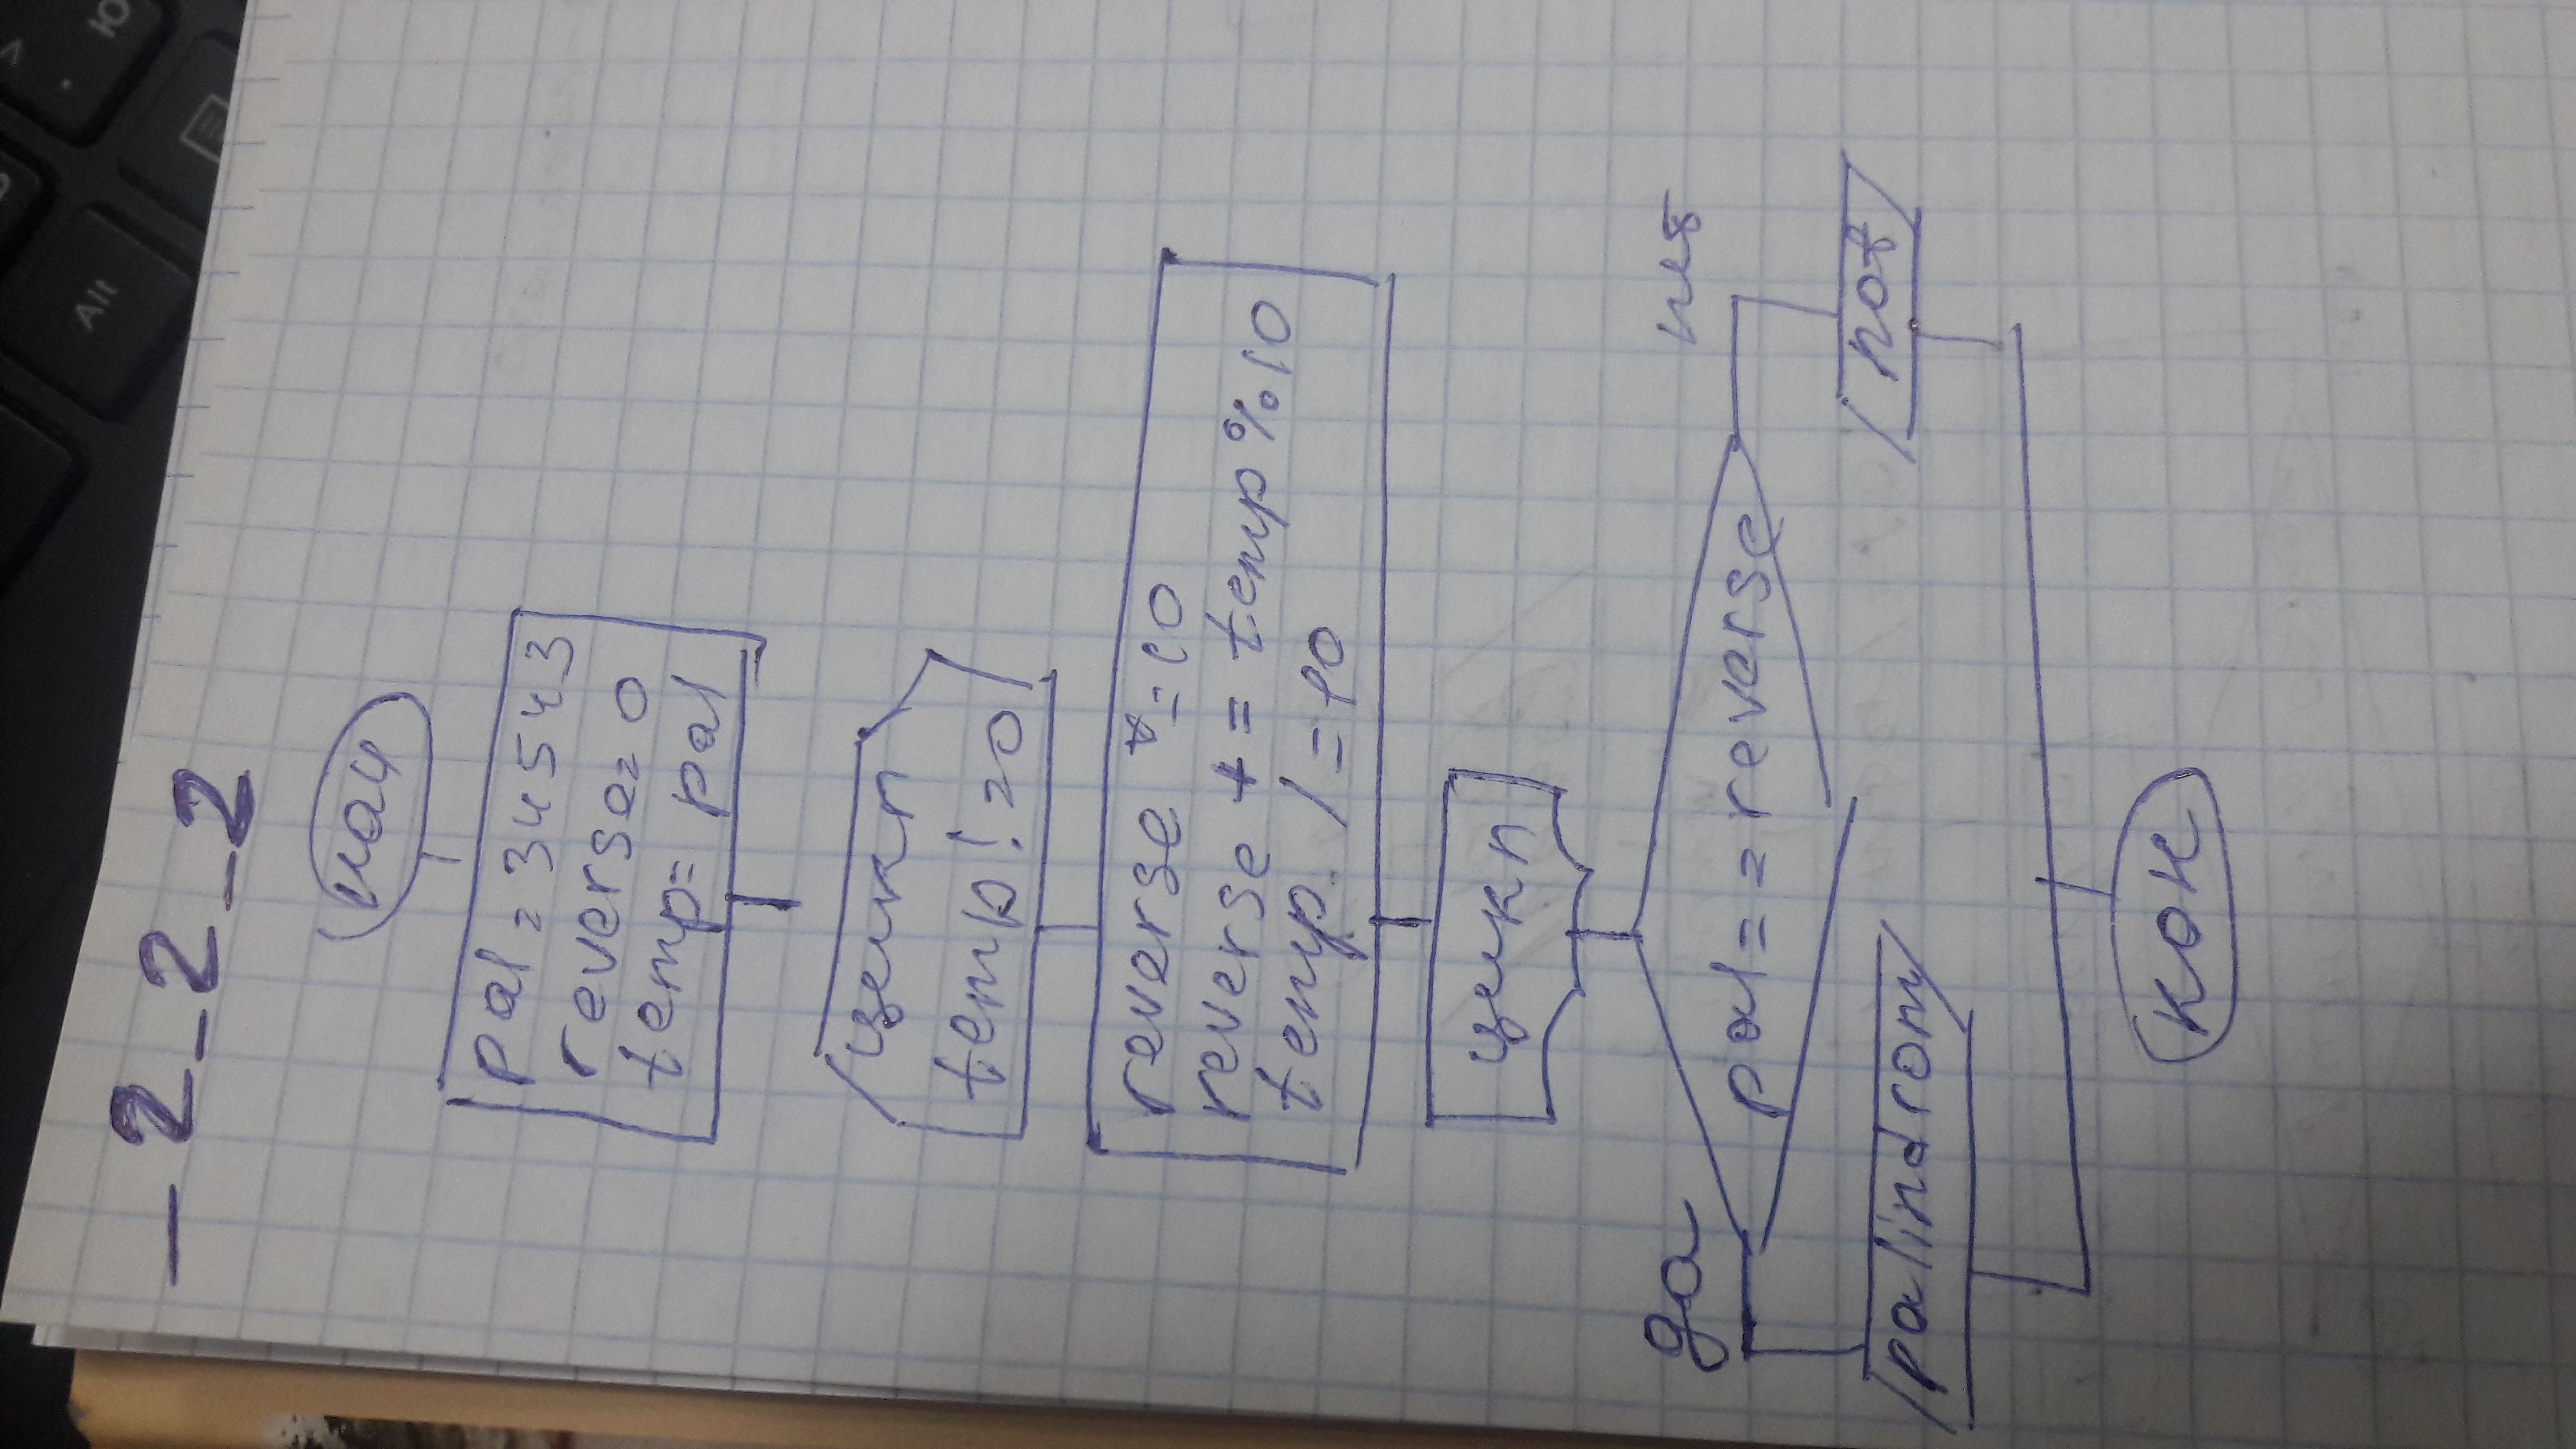 Alt
Ю
_2_2_2
нач
pal = 34543
reverse = 0
temp = pal
цикл
temp != 0
reverse *= 10
reverse += temp % 10
temp /= 10
цикл
да
нет
pal == reverse
palindrom
not
кон